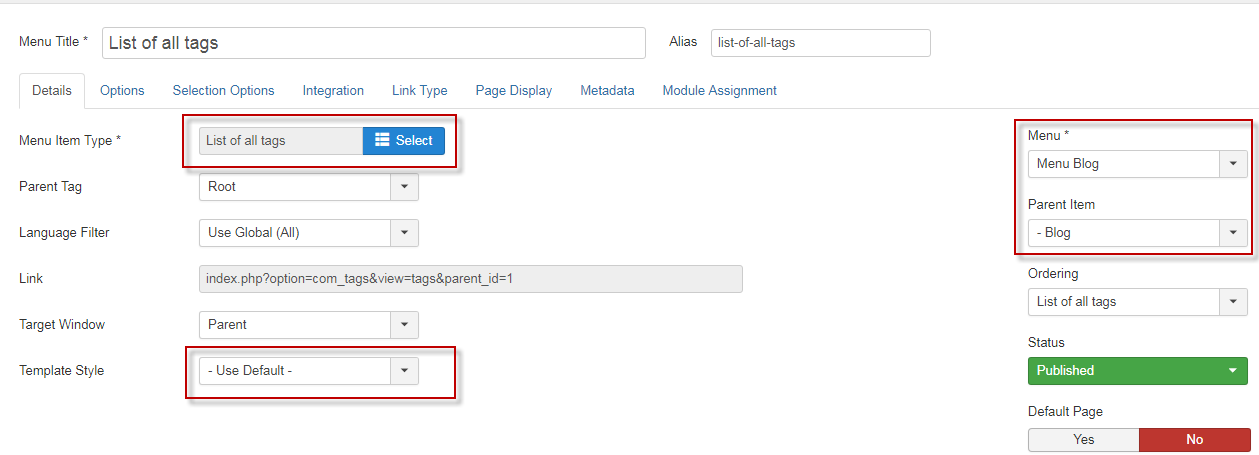 Menu Title * List of all tags Alias list-of-all-tags
Details Options Selection Options Integration Link Type Page Display Metadata Module Assignment
Menu Item Type * List of all tags Select
Parent Tag Root
Language Filter Use Global (All)
Link index.php?option=com_tags&view=tags&parent_id=1
Target Window Parent
Template Style - Use Default -
Menu *
Menu Blog
Parent Item
- Blog
Ordering
List of all tags
Status
Published
Default Page
Yes No